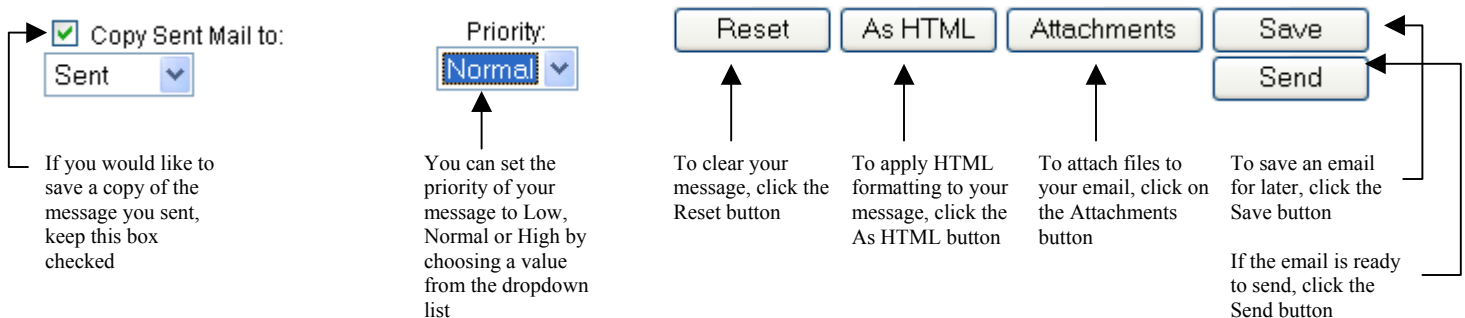 Copy Sent Mail to:
Sent
Priority:
Normal
Reset
As HTML
Attachments
Save
Send
If you would like to
save a copy of the
message you sent,
keep this box
checked
You can set the
priority of your
message to Low,
Normal or High by
choosing a value
from the dropdown
list
To clear your
message, click the
Reset button
To apply HTML
formatting to your
message, click the
As HTML button
To attach files to
your email, click on
the Attachments
button
To save an email
for later, click the
Save button
If the email is ready
to send, click the
Send button